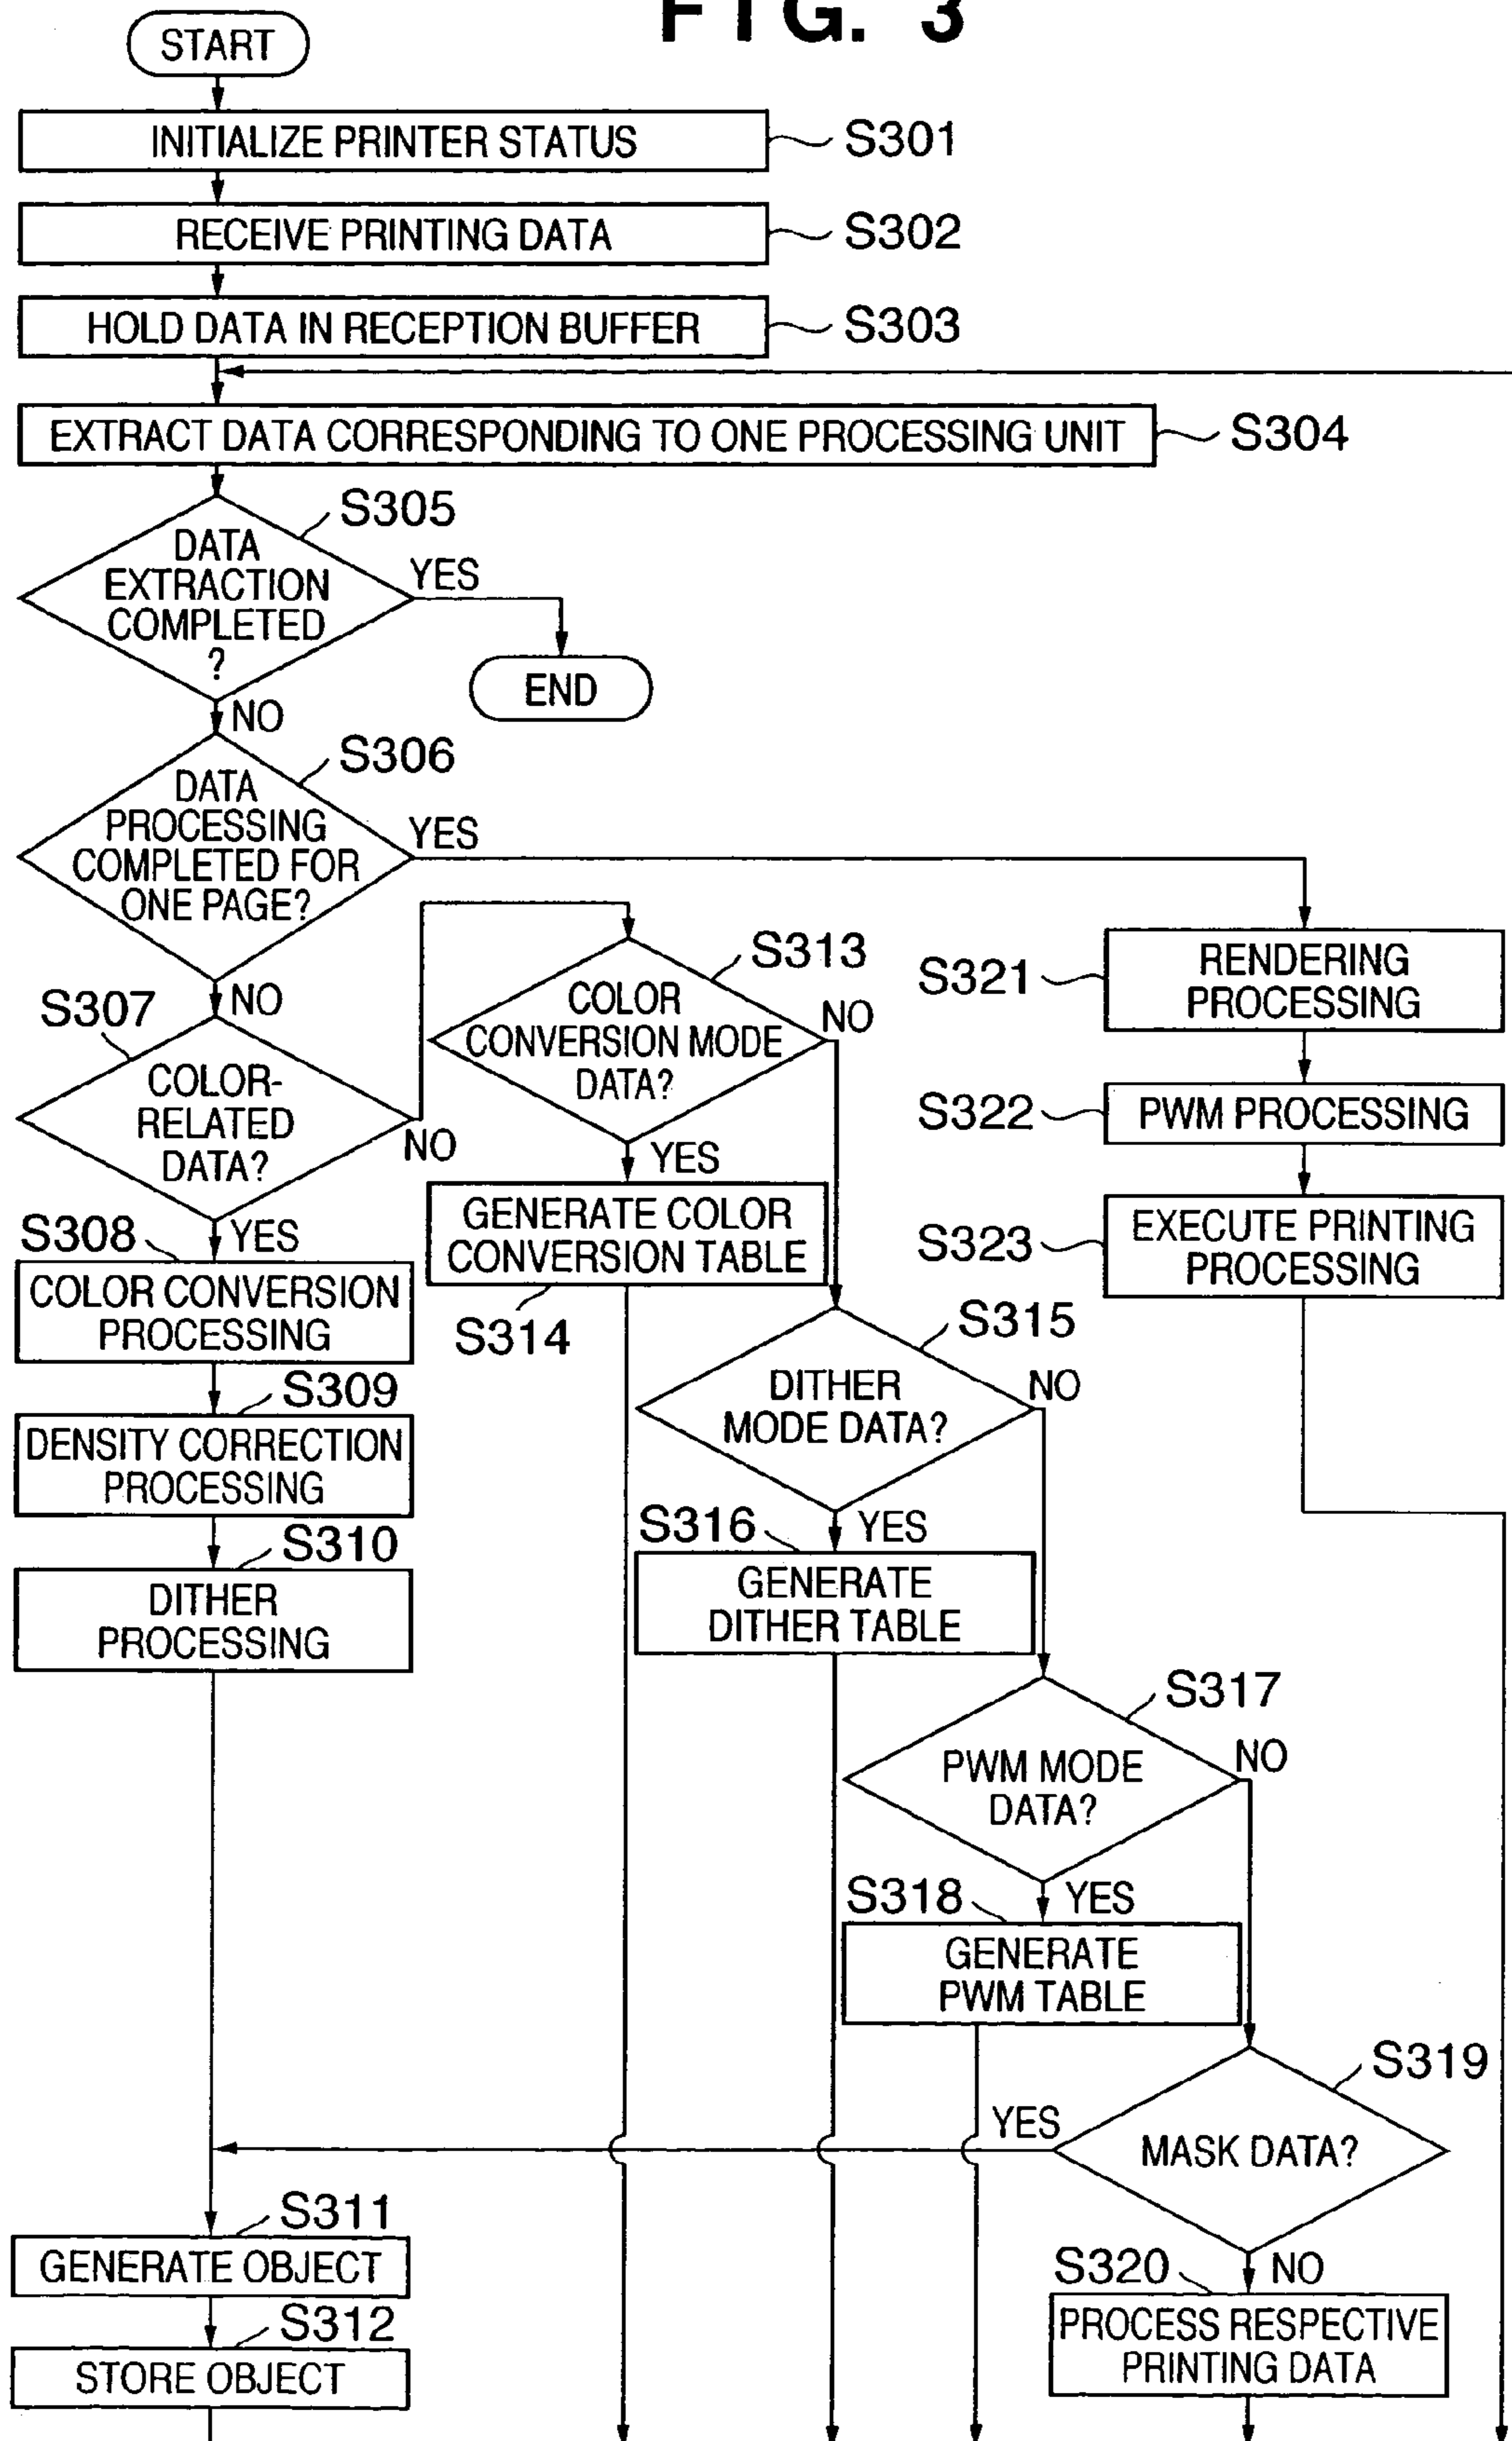 FIG. 3
START
INITIALIZE PRINTER STATUS
S301
RECEIVE PRINTING DATA
S302
HOLD DATA IN RECEPTION BUFFER
S303
EXTRACT DATA CORRESPONDING TO ONE PROCESSING UNIT
S304
S305
DATA
EXTRACTION
COMPLETED
?
YES
END
NO
S306
DATA
PROCESSING
COMPLETED FOR
ONE PAGE?
YES
NO
S307
COLOR-
RELATED
DATA?
NO
YES
S308
COLOR CONVERSION
PROCESSING
S309
DENSITY CORRECTION
PROCESSING
S310
DITHER
PROCESSING
S311
GENERATE OBJECT
S312
STORE OBJECT
S313
COLOR
CONVERSION MODE
DATA?
NO
YES
GENERATE COLOR
CONVERSION TABLE
S314
S315
DITHER
MODE DATA?
NO
YES
S316
GENERATE
DITHER TABLE
S317
PWM MODE
DATA?
NO
YES
S318
GENERATE
PWM TABLE
S319
MASK DATA?
YES
NO
S320
PROCESS RESPECTIVE
PRINTING DATA
S321
RENDERING
PROCESSING
S322
PWM PROCESSING
S323
EXECUTE PRINTING
PROCESSING